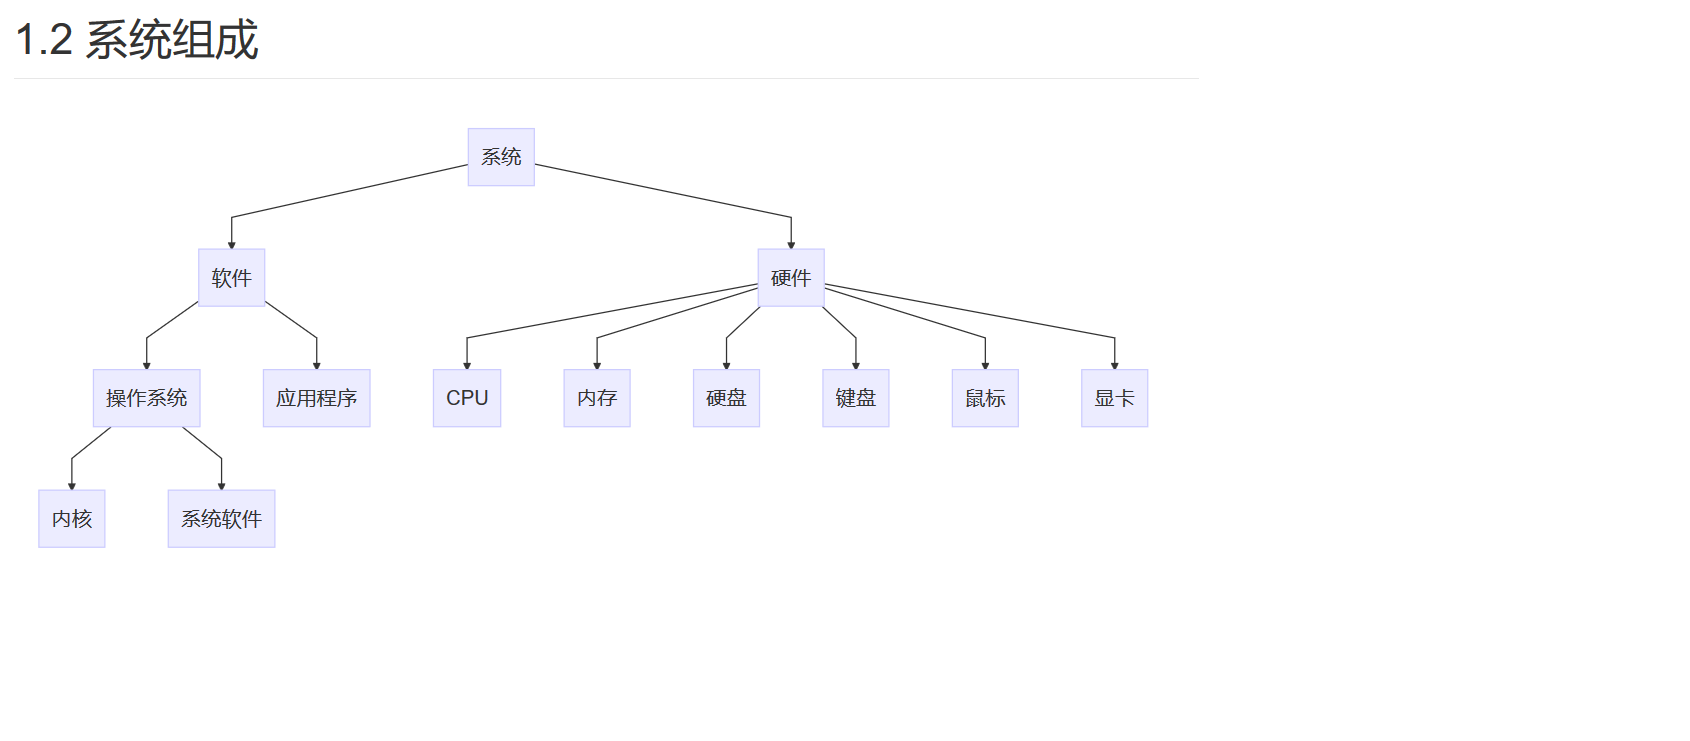 1.2 系统组成
系统
软件
硬件
操作系统
应用程序
CPU
内存
硬盘
键盘
鼠标
显卡
内核
系统软件